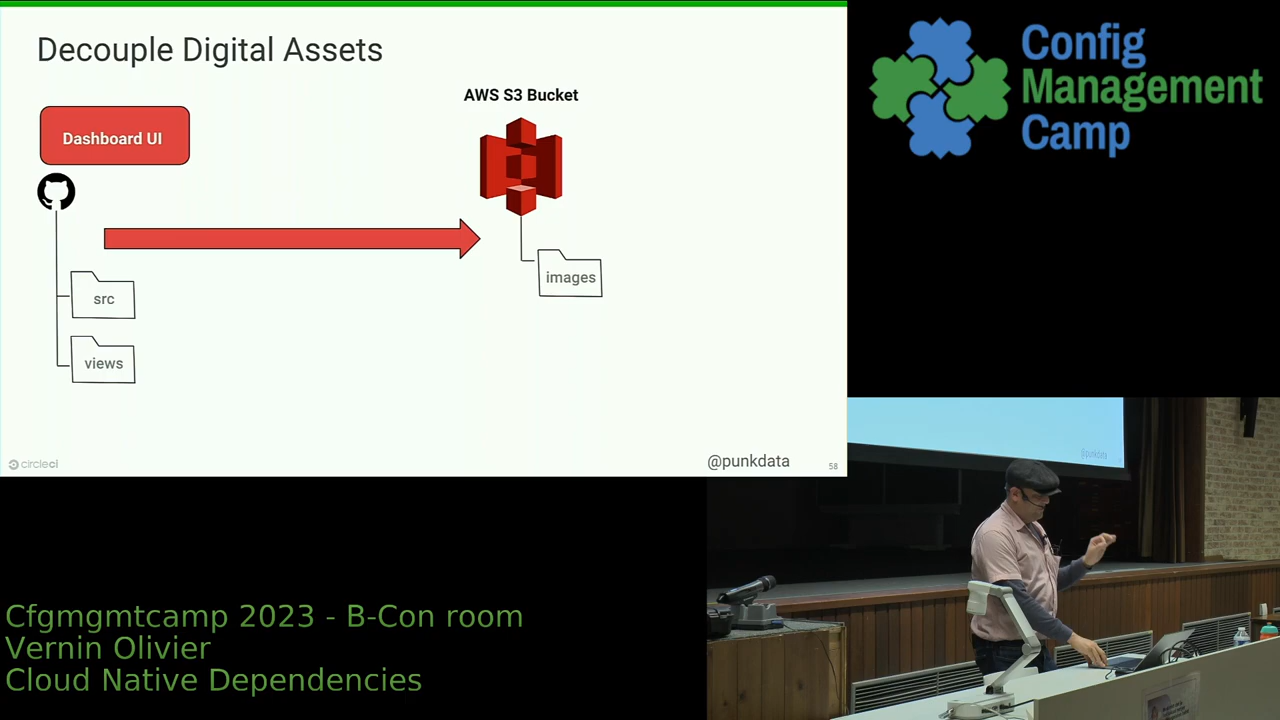 Decouple Digital Assets
AWS S3 Bucket
Dashboard UI
images
src
views
circleci
@punkdata
58
Config
Management
Camp
@punkdata
Cfgmgmtcamp 2023 - B-Con room
Vernin Olivier
Cloud Native Dependencies